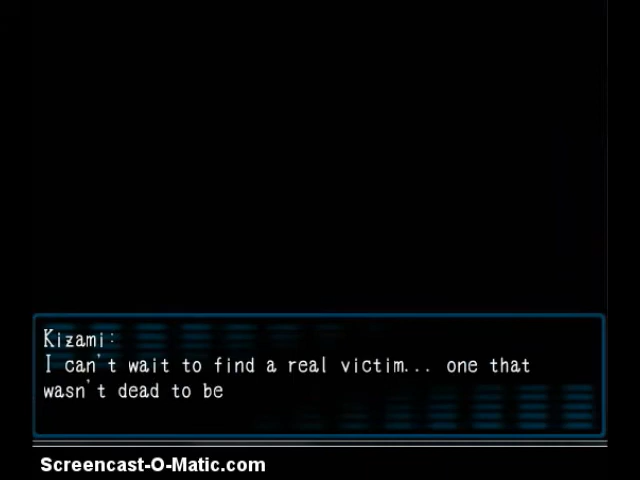 Kizami:
I can't wait to find a real victim... one that
wasn't dead to be
Screencast-O-Matic.com